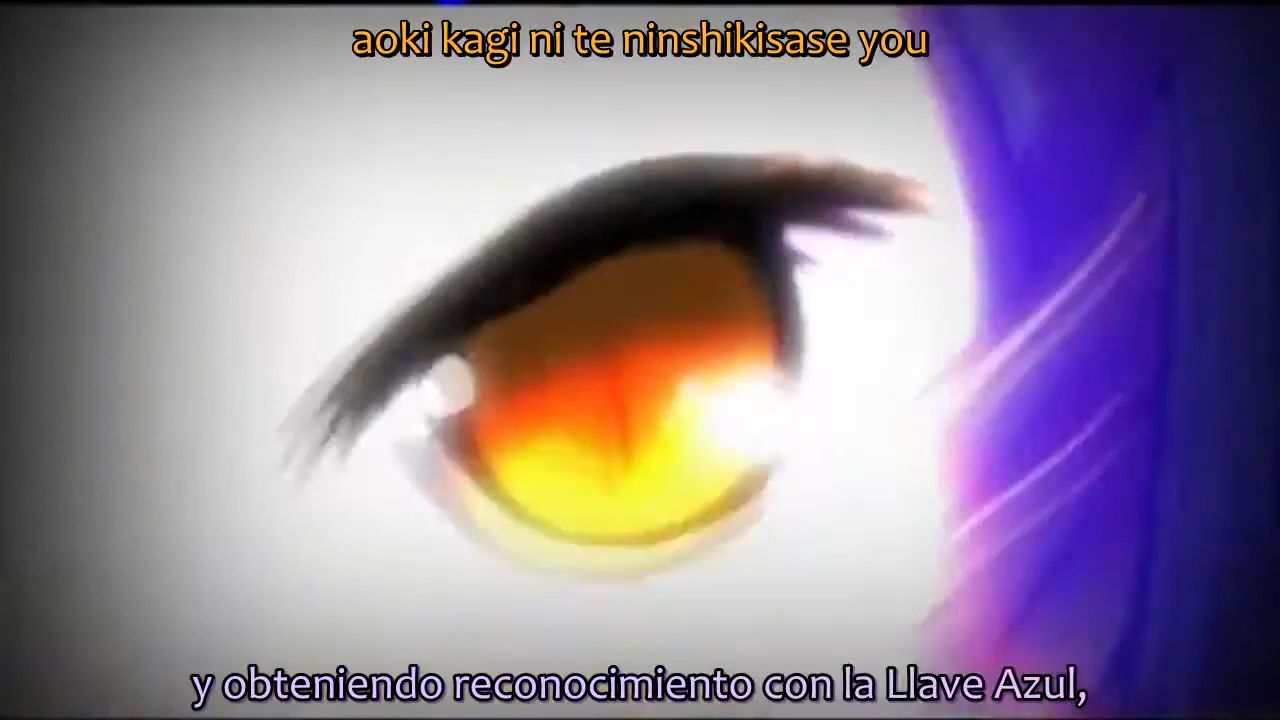 aoki kagi ni te ninshikisase you
y obteniendo reconocimiento con la Llave Azul,